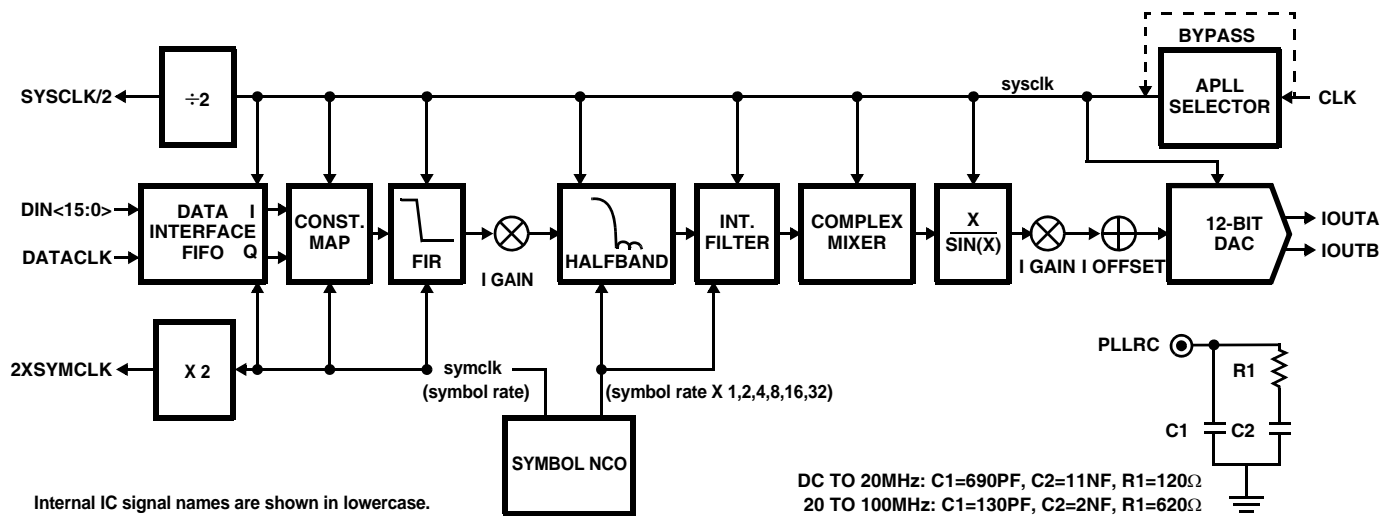 BYPASS
SYSCLK/2
÷2
sysclk
APLL
SELECTOR
CLK
DIN<15:0>
DATACLK
DATA
INTERFACE
FIFO
I
Q
CONST.
MAP
FIR
I GAIN
HALFBAND
INT.
FILTER
COMPLEX
MIXER
X
SIN(X)
I GAIN
I OFFSET
12-BIT
DAC
IOUTA
IOUTB
2XSYMCLK
X 2
symclk
(symbol rate)
(symbol rate X 1,2,4,8,16,32)
SYMBOL NCO
PLLRC
R1
C1
C2
DC TO 20MHz: C1=690PF, C2=11NF, R1=120Ω
20 TO 100MHz: C1=130PF, C2=2NF, R1=620Ω
Internal IC signal names are shown in lowercase.